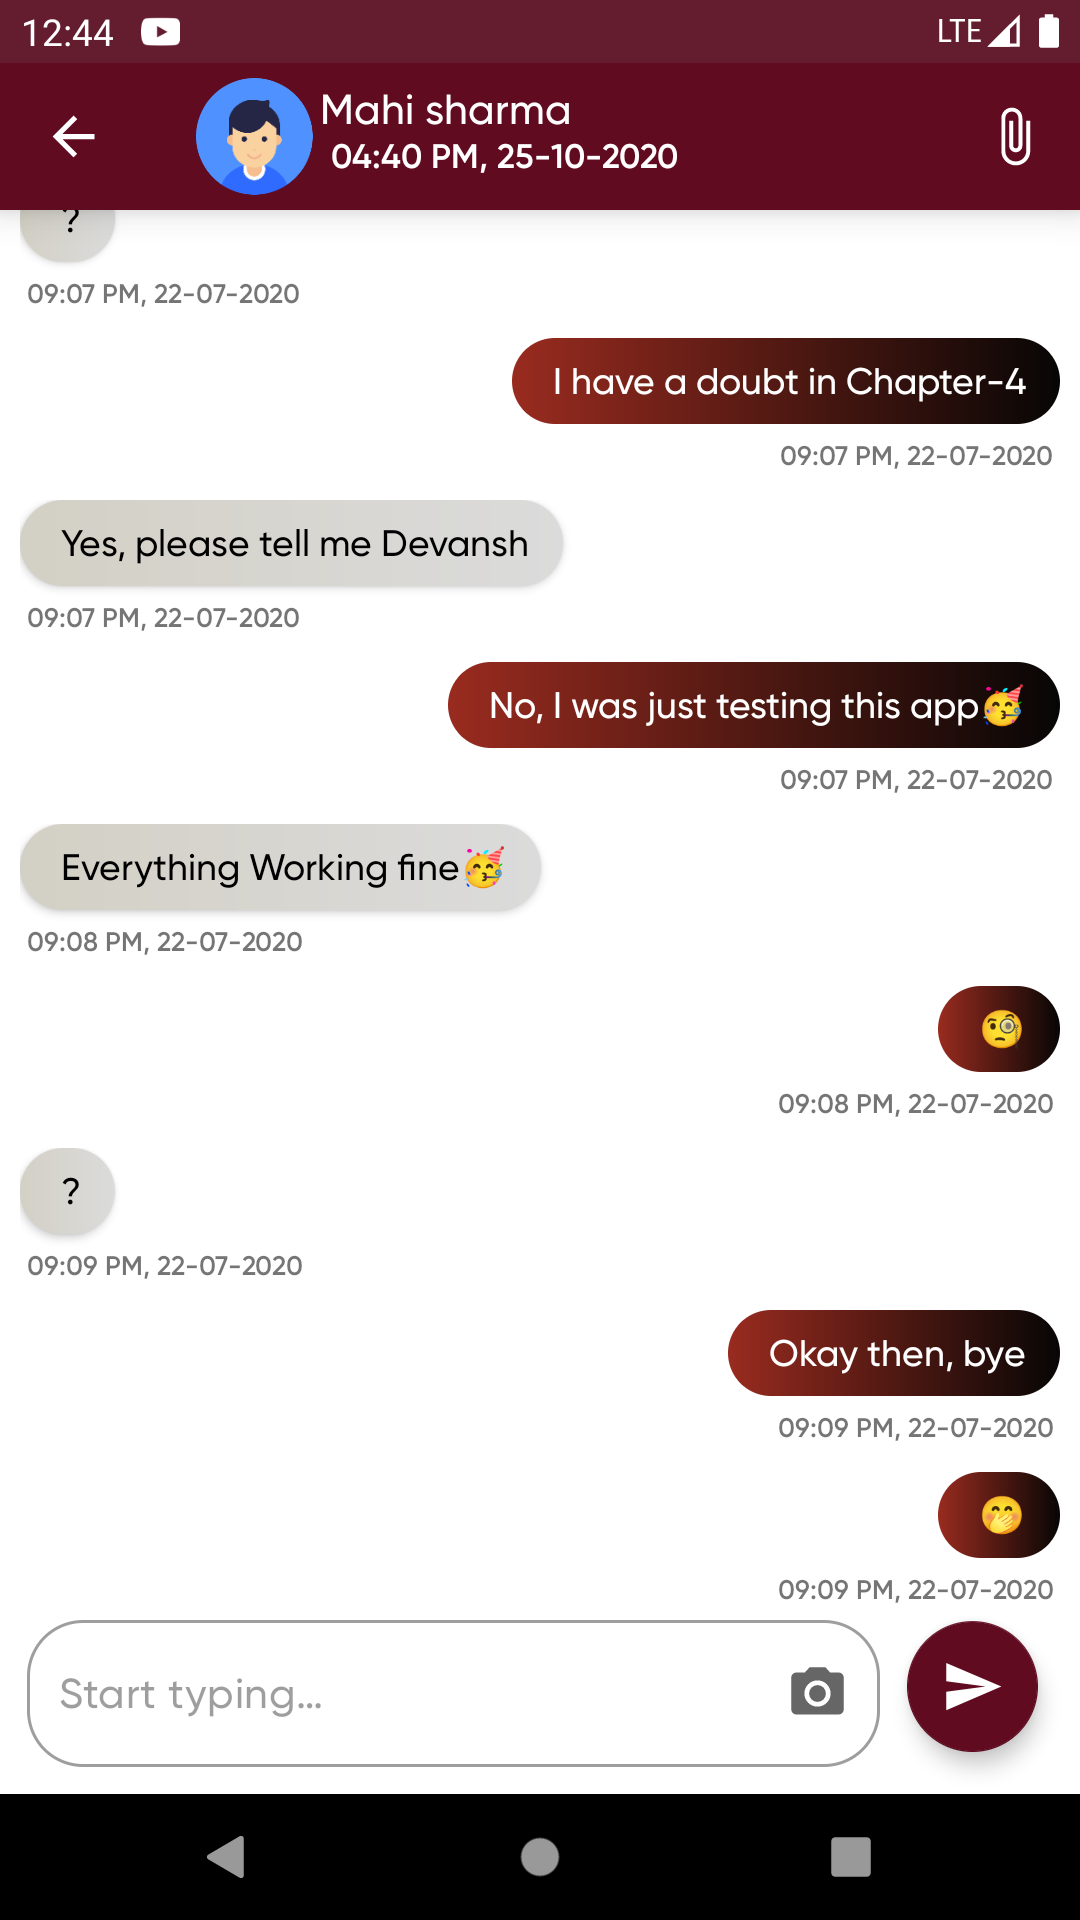 12:44 LTE
Mahi sharma
04:40 PM, 25-10-2020
?
09:07 PM, 22-07-2020
I have a doubt in Chapter-4
09:07 PM, 22-07-2020
Yes, please tell me Devansh
09:07 PM, 22-07-2020
No, I was just testing this app🥳
09:07 PM, 22-07-2020
Everything Working fine🥳
09:08 PM, 22-07-2020
🧐
09:08 PM, 22-07-2020
?
09:09 PM, 22-07-2020
Okay then, bye
09:09 PM, 22-07-2020
🤭
09:09 PM, 22-07-2020
Start typing...